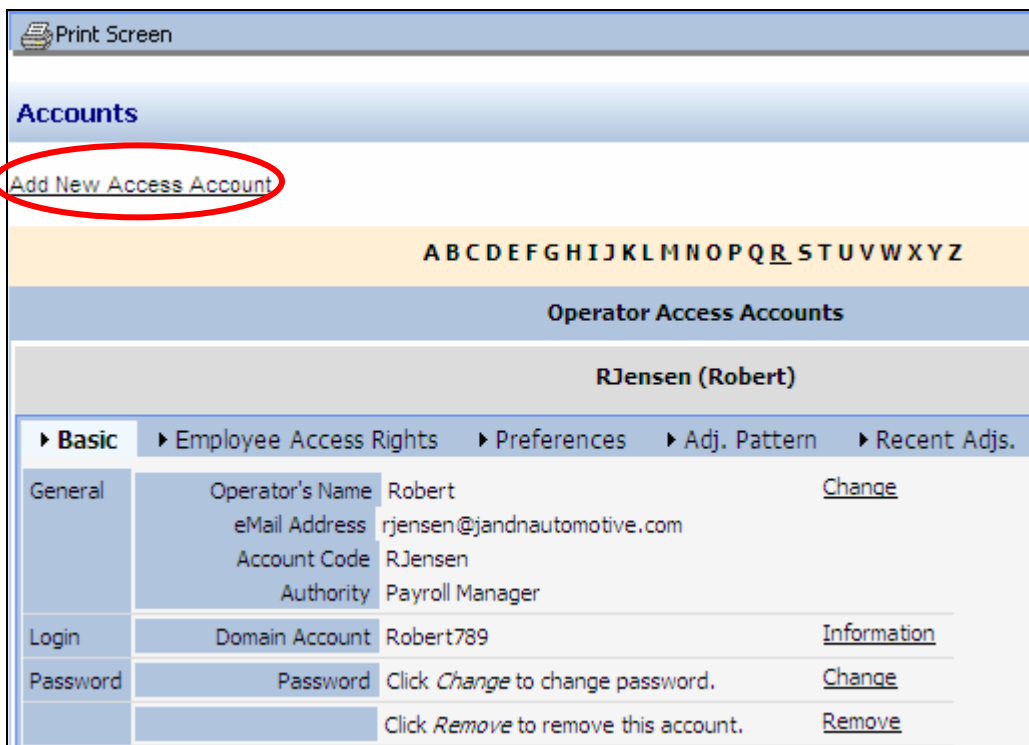 Print Screen
Accounts
Add New Access Account
A B C D E F G H I J K L M N O P Q R S T U V W X Y Z
Operator Access Accounts
RJensen (Robert)
Basic Employee Access Rights Preferences Adj. Pattern Recent Adjs.
General Operator's Name Robert Change
eMail Address rjensen@jandnautomotive.com
Account Code RJensen
Authority Payroll Manager
Login Domain Account Robert789 Information
Password Password Click Change to change password. Change
Click Remove to remove this account. Remove